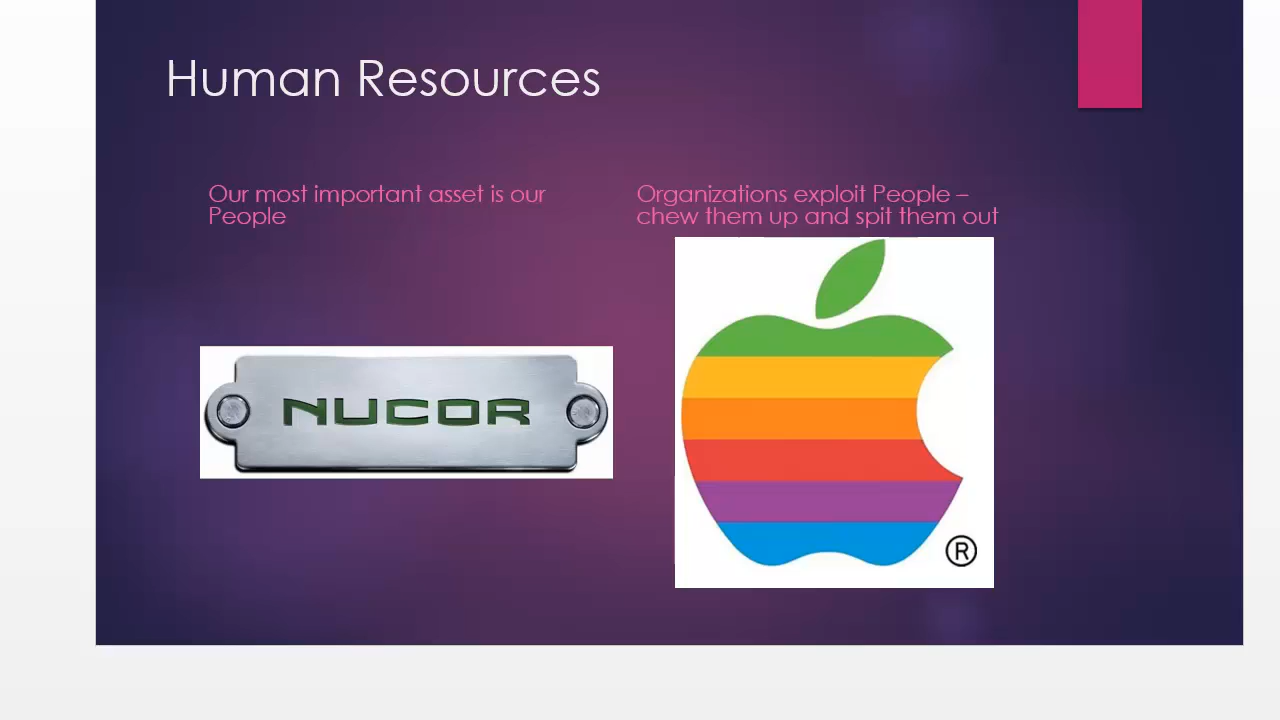 Human Resources
Our most important asset is our
People
Organizations exploit People –
chew them up and spit them out
NUCOR
®